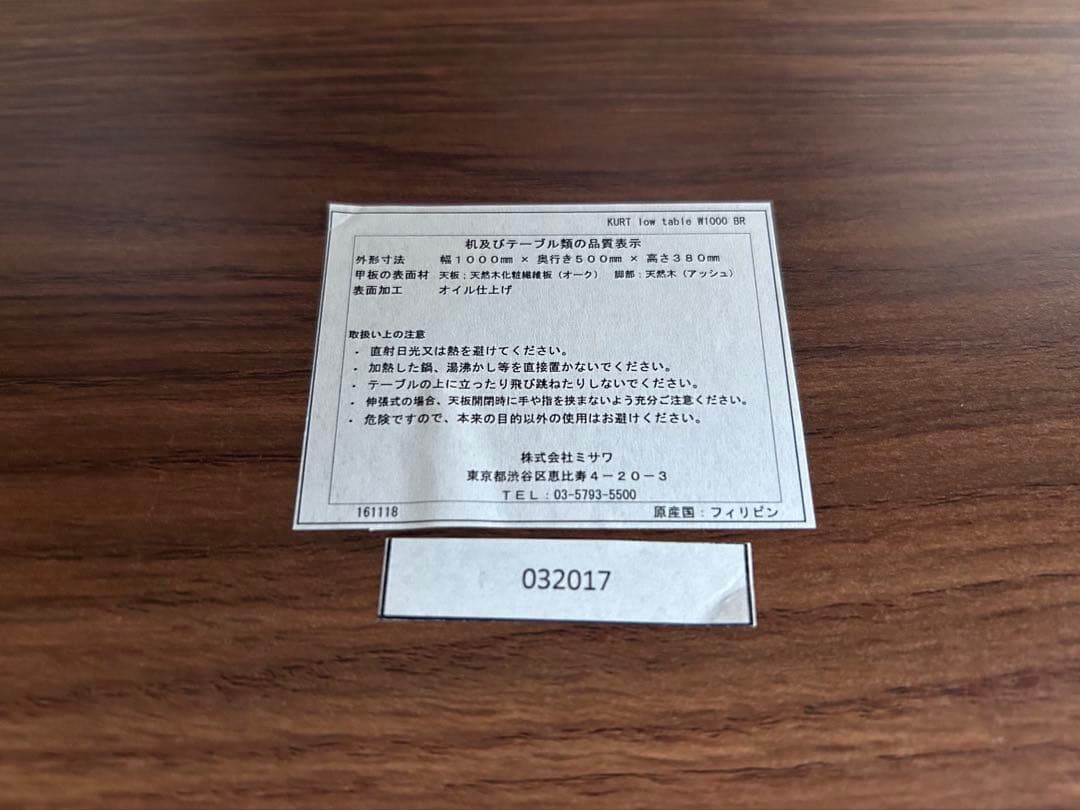 KURT low table W1000 BR
机及びテーブル類の品質表示
外形寸法 幅1000㎜ × 奥行き500㎜ × 高さ380㎜
甲板の表面材 天板:天然木化粧繊維板(オーク) 脚部:天然木(アッシュ)
表面加工 オイル仕上げ
取扱い上の注意
・ 直射日光又は熱を避けてください。
・ 加熱した鍋、湯沸かし等を直接置かないでください。
・ テーブルの上に立ったり飛び跳ねたりしないでください。
・ 伸張式の場合、天板開閉時に手や指を挟まないよう充分ご注意ください。
・ 危険ですので、本来の目的以外の使用はお避けください。
株式会社ミサワ
東京都渋谷区恵比寿4-20-3
TEL:03-5793-5500
161118 原産国:フィリピン
032017